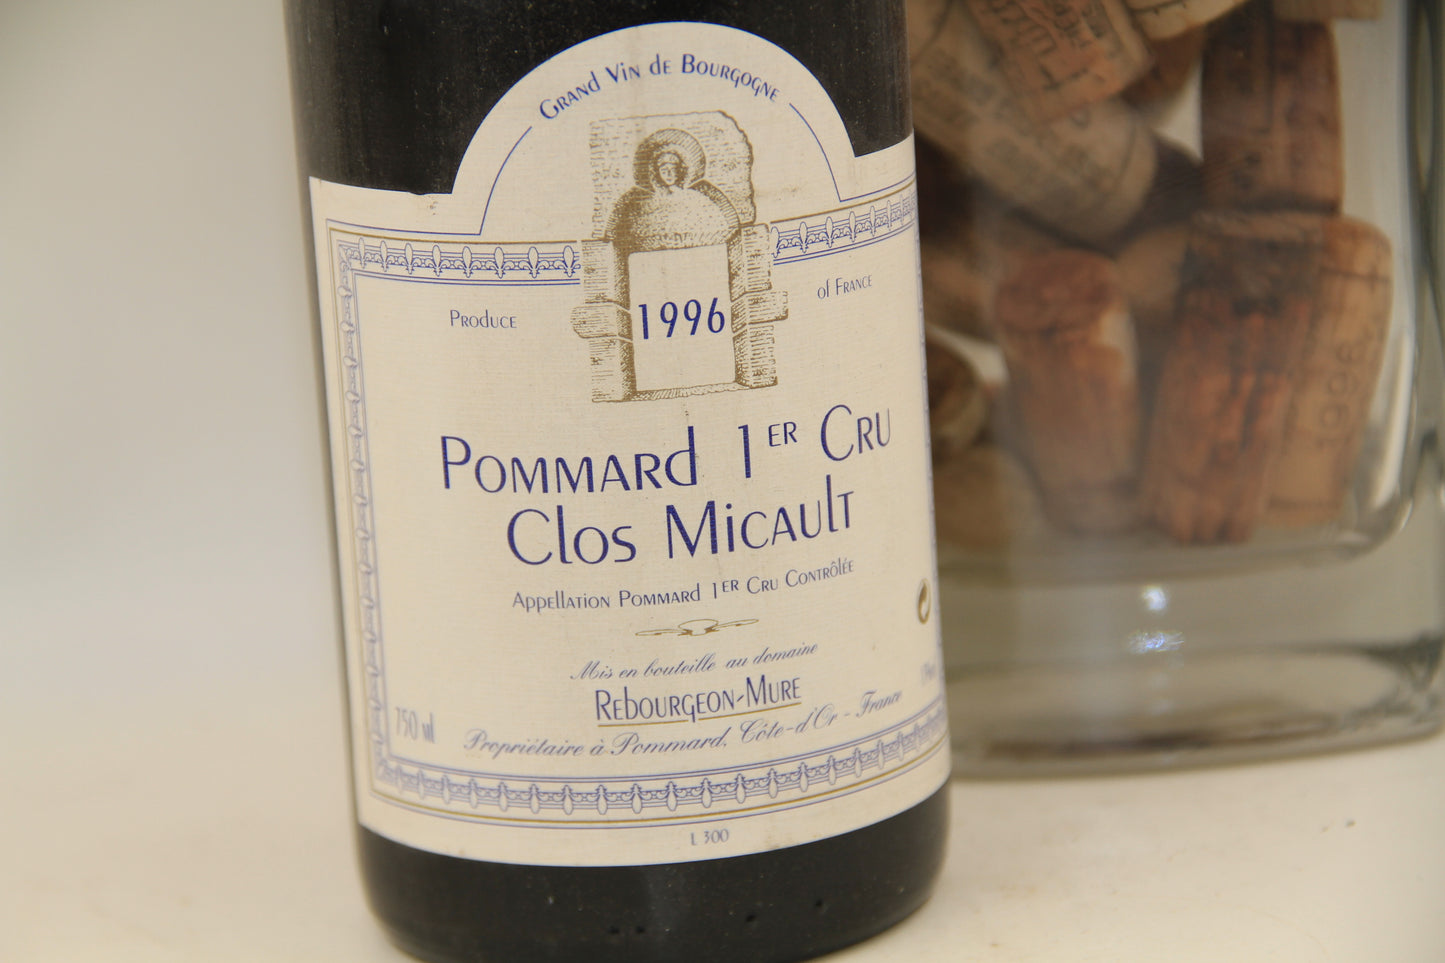 Grand Vin de Bourgogne
Produce of France
1996
Pommard 1ER Cru
Clos Micault
Appellation Pommard 1ER Cru Contrôlée
Mis en bouteille au domaine
Rebourgeon-Mure
750 ml
Propriétaire à Pommard, Côte-d'Or - France
L 300
1996